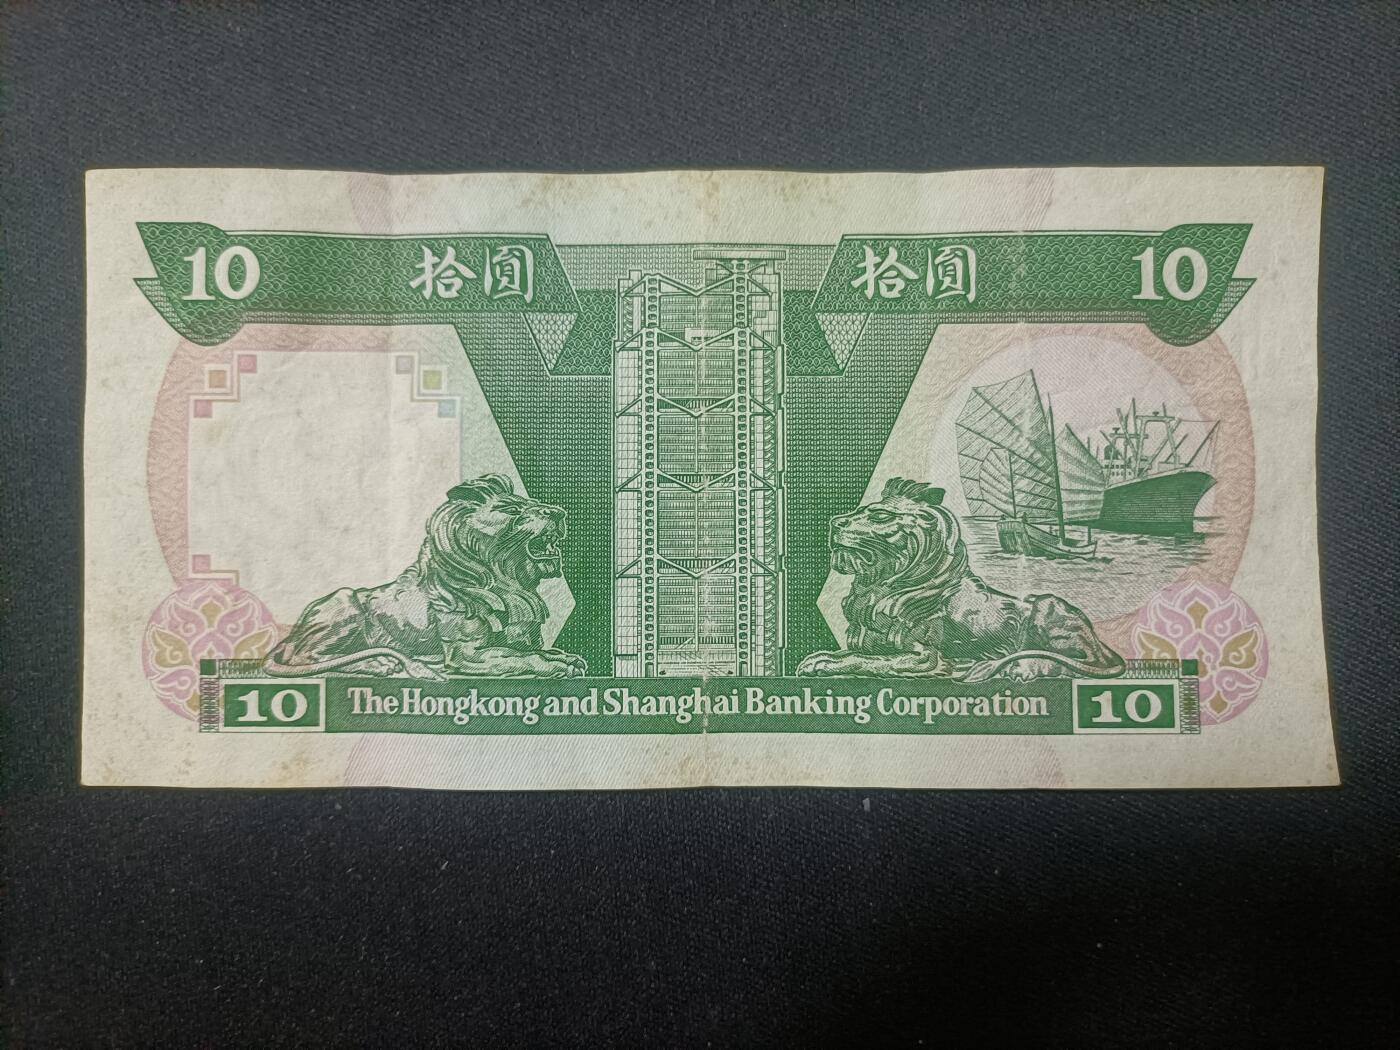 10 拾圓 拾圓 10
10 The Hongkong and Shanghai Banking Corporation 10